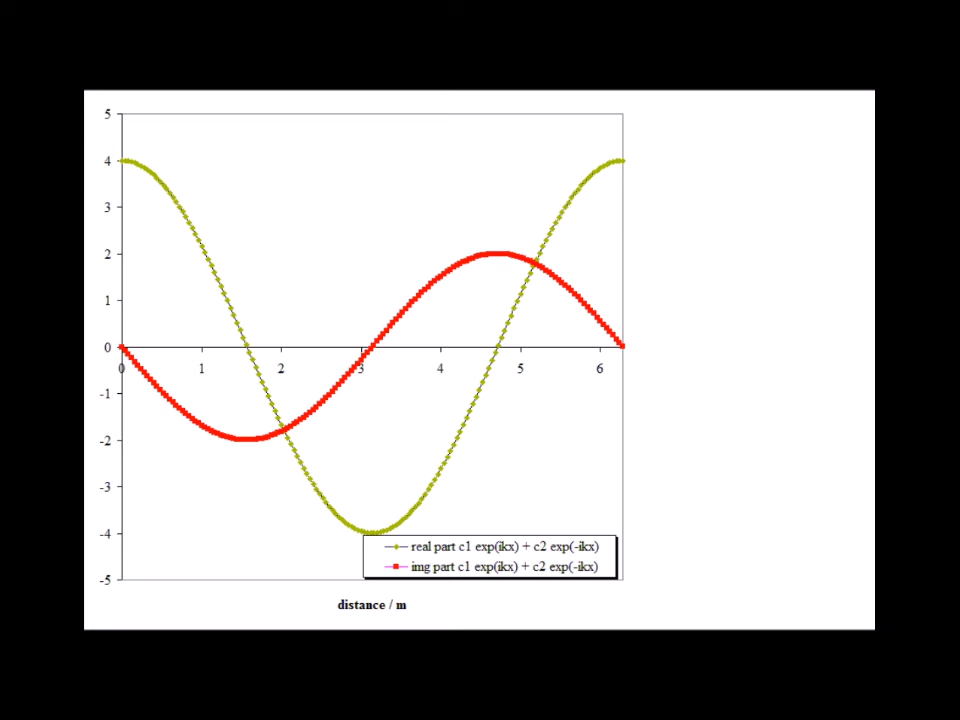 5
4
3
2
1
0
-1
-2
-3
-4
-5
0 1 2 3 4 5 6
real part c1 exp(ikx) + c2 exp(-ikx)
img part c1 exp(ikx) + c2 exp(-ikx)
distance / m